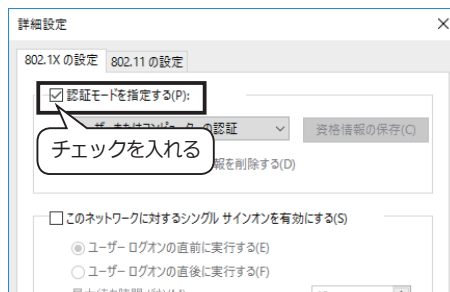 詳細設定
802.1X の設定 802.11 の設定
認証モードを指定する(P):
の認証 資格情報の保存(C)
チェックを入れる
報を削除する(D)
このネットワークに対するシングル サインオンを有効にする(S)
ユーザー ログオンの直前に実行する(E)
ユーザー ログオンの直後に実行する(F)